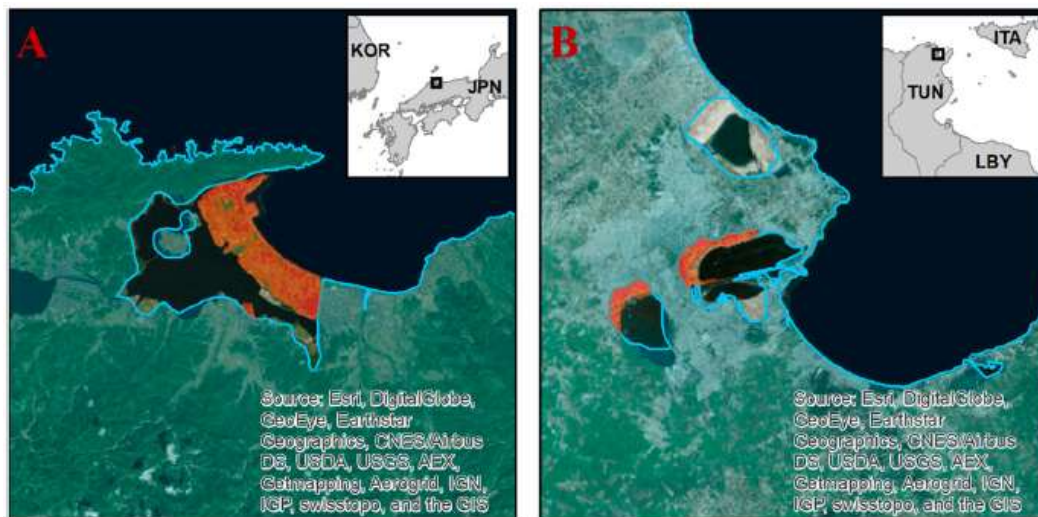 A
KOR
JPN
Source: Esri, DigitalGlobe,
GeoEye, Earthstar
Geographics, CNES/Airbus
DS, USDA, USGS, AEX,
Getmapping, Aerogrid, IGN,
IGP, swisstopo, and the GIS
B
ITA
TUN
LBY
Source: Esri, DigitalGlobe,
GeoEye, Earthstar
Geographics, CNES/Airbus
DS, USDA, USGS, AEX,
Getmapping, Aerogrid, IGN,
IGP, swisstopo, and the GIS